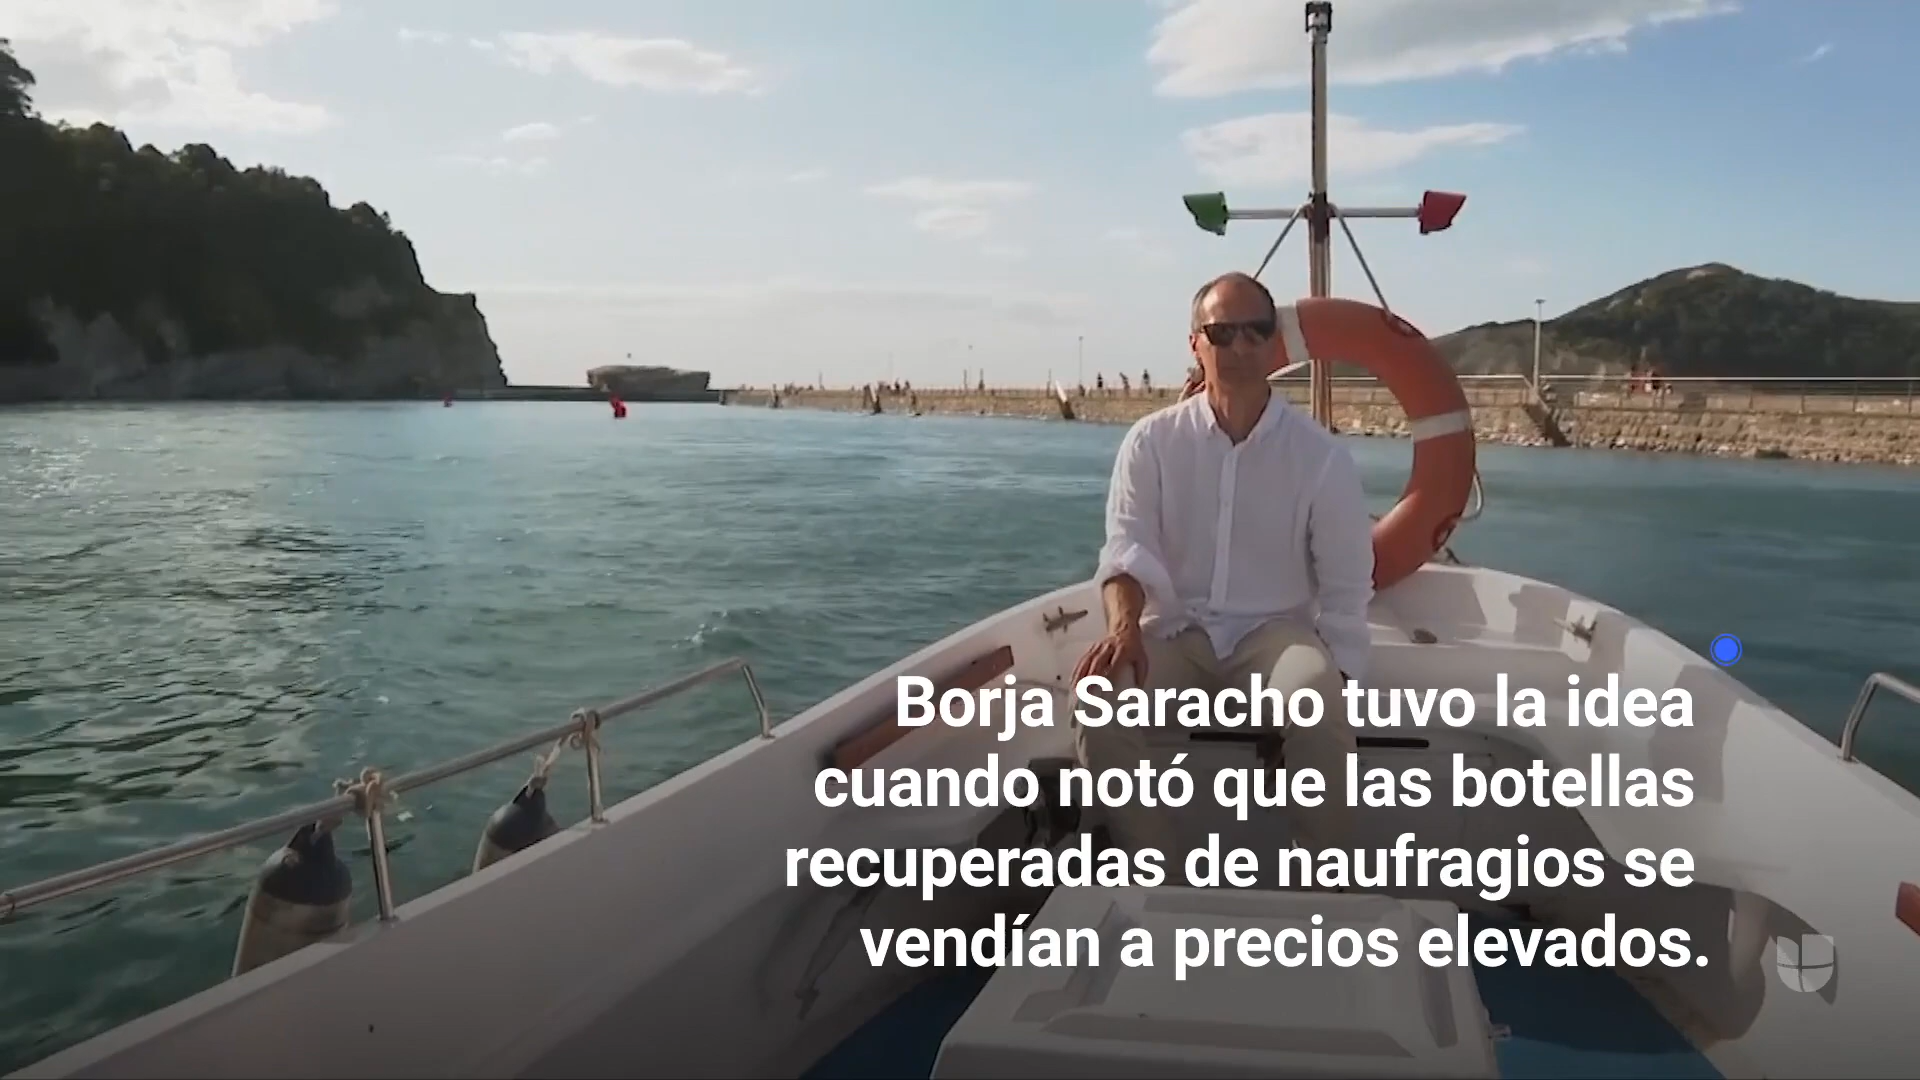 Borja Saracho tuvo la idea
cuando notó que las botellas
recuperadas de naufragios se
vendían a precios elevados.